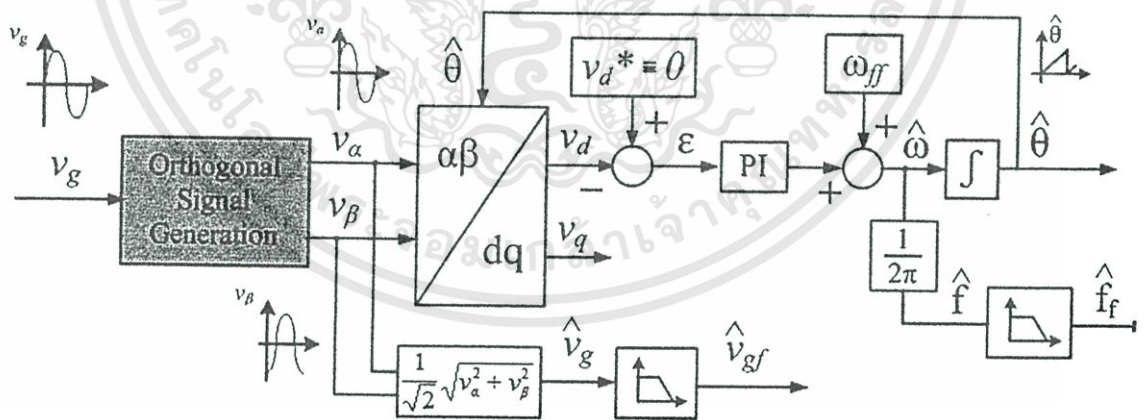 v_g
v_α
θ̂
v_d* = 0
ω_ff
θ̂
v_g
Orthogonal
Signal
Generation
v_α
v_β
αβ
dq
v_d
v_q
+
−
ε
PI
+
+
ω̂
∫
θ̂
v_β
1/√2 √(v_α² + v_β²)
v̂_g
v̂_gf
1/2π
f̂
f̂_f